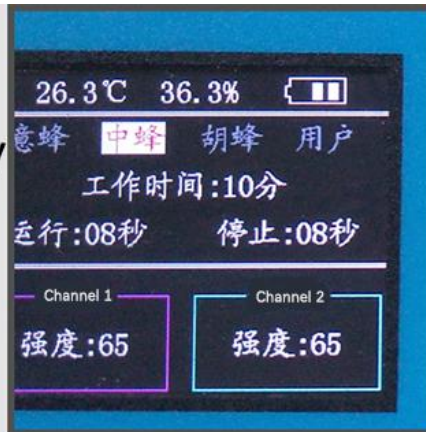 26.3℃ 36.3%
意蜂 中蜂 胡蜂 用户
工作时间:10分
运行:08秒 停止:08秒
Channel 1 Channel 2
强度:65 强度:65